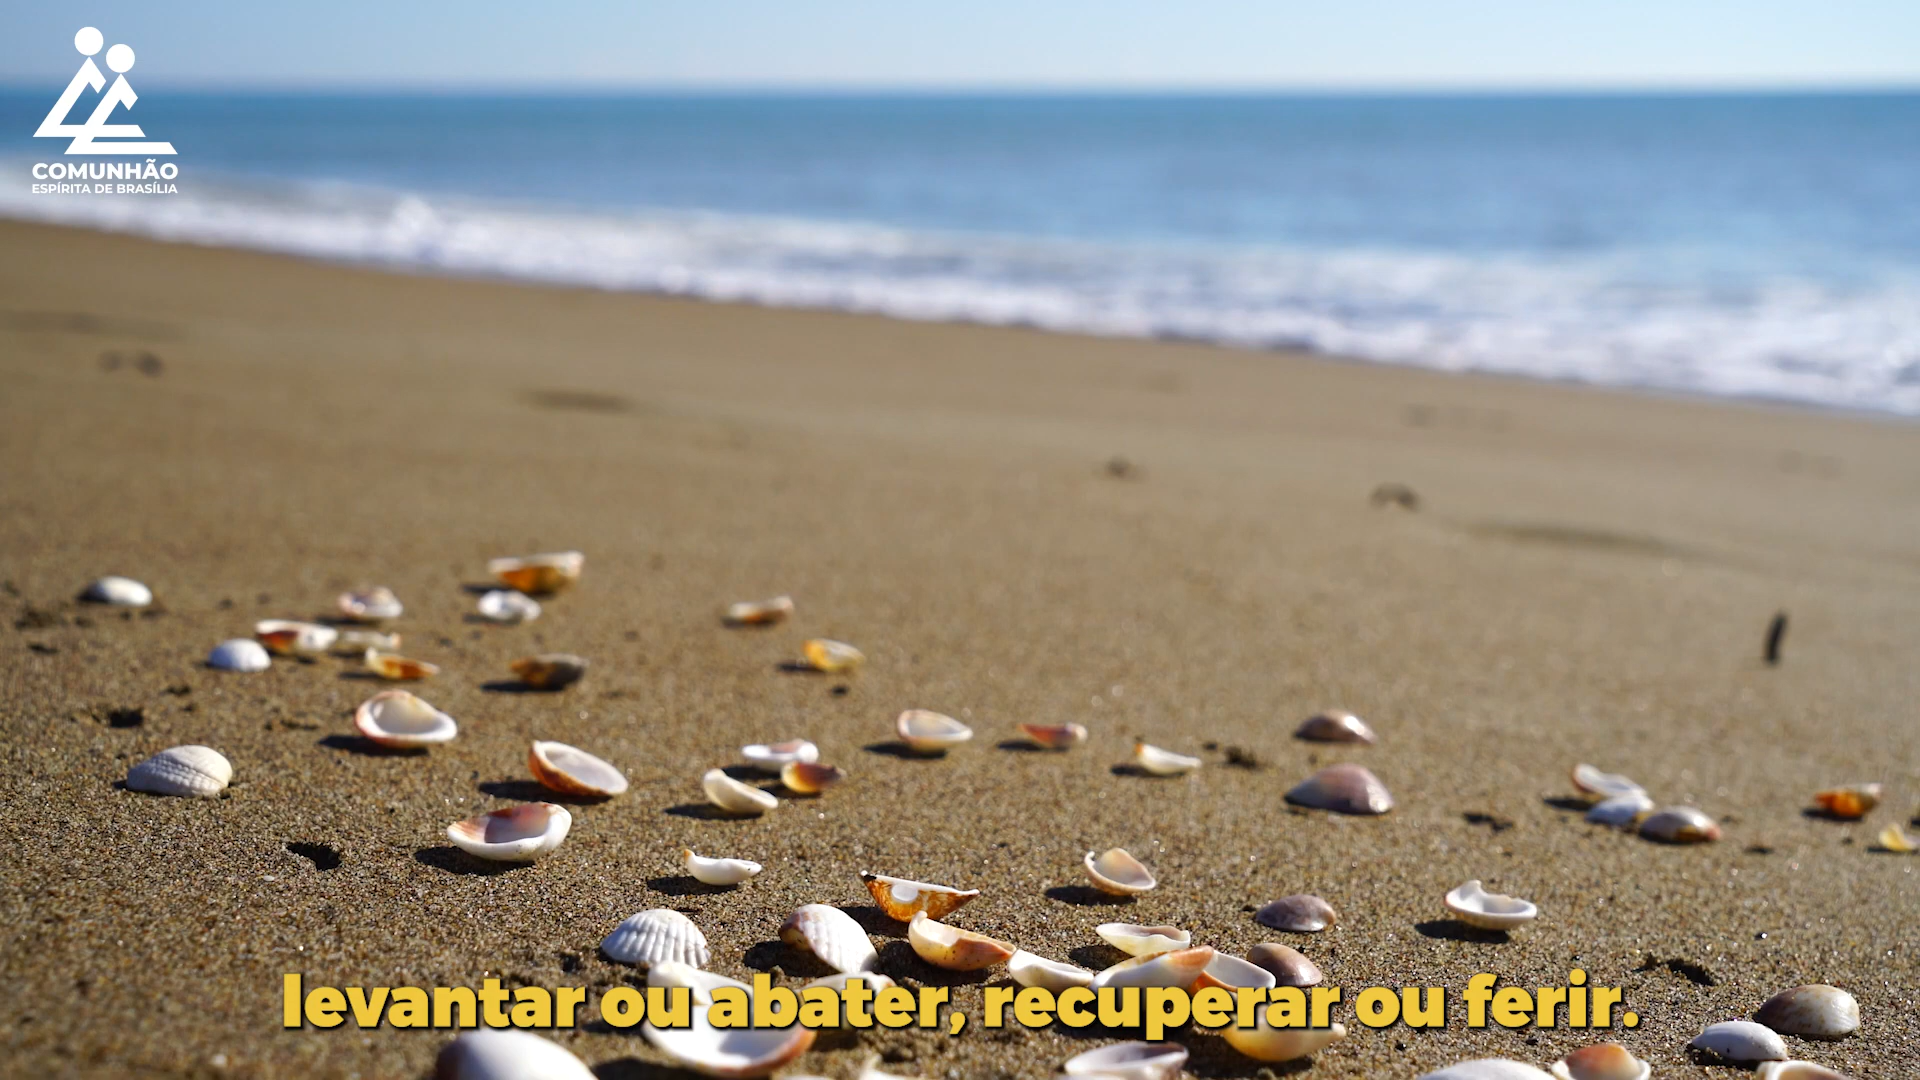 COMUNHÃO
ESPÍRITA DE BRASÍLIA
levantar ou abater, recuperar ou ferir.